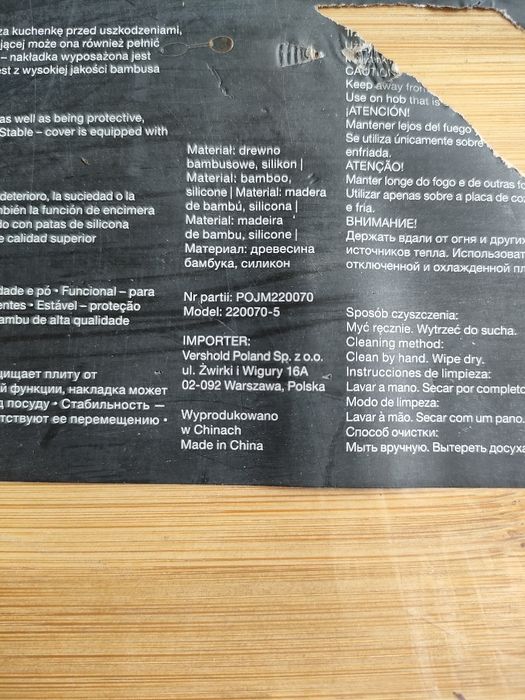 za kuchenkę przed uszkodzeniami,
jącej może ona również pełnić
– nakładka wyposażona jest
st z wysokiej jakości bambusa
as well as being protective,
Stable – cover is equipped with
deterioro, la suciedad o la
mbién la función de encimera
do con patas de silicona
e calidad superior
dade e pó • Funcional – para
entes • Estável – proteção
ambu de alta qualidade
щищает плиту от
й функции, накладка может
д посуду • Стабильность —
тствуют ее перемещению •
Materiał: drewno
bambusowe, silikon |
Material: bamboo,
silicone | Material: madera
de bambú, silicona |
Material: madeira
de bambu, silicone |
Материал: древесина
бамбука, силикон
Nr partii: POJM220070
Model: 220070-5
IMPORTER:
Vershold Poland Sp. z o.o.
ul. Żwirki i Wigury 16A
02-092 Warszawa, Polska
Wyprodukowano
w Chinach
Made in China
Keep away from
Use on hob that is
¡ATENCIÓN!
Mantener lejos del fuego
Se utiliza únicamente sobre
enfriada.
ATENÇÃO!
Manter longe do fogo e de outras fo
Utilizar apenas sobre a placa de coz
e fria.
ВНИМАНИЕ!
Держать вдали от огня и других
источников тепла. Использоват
отключенной и охлажденной пл
Sposób czyszczenia:
Myć ręcznie. Wytrzeć do sucha.
Cleaning method:
Clean by hand. Wipe dry.
Instrucciones de limpieza:
Lavar a mano. Secar por completo
Modo de limpeza:
Lavar à mão. Secar com um pano.
Способ очистки:
Мыть вручную. Вытереть досуха